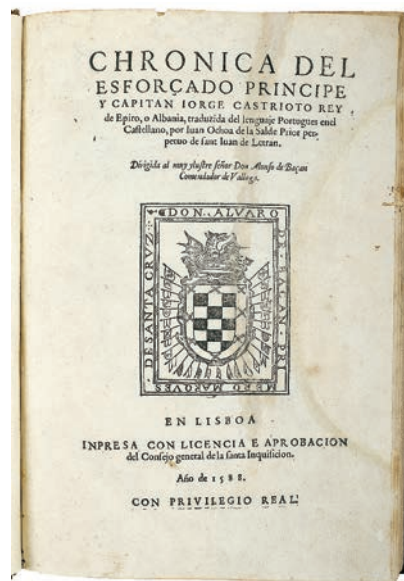 CHRONICA DEL
ESFORÇADO PRINCIPE
Y CAPITAN IORGE CASTRIOTO REY
de Epiro, o Albania, traduzida del lenguaje Portugues en el
Castellano, por Iuan Ochoa de la Salde Prior per-
petuo de sant Iuan de Letran.
Dirigida al muy ylustre señor Don Alonso de Baçan
Comendador de
DON. ALVARO
DE. BAÇAN. PRI
MERO MARQVES
DE SANTA CRVZ
EN LISBOA
INPRESA CON LICENCIA E APROBACION
del Consejo general de la santa Inquisicion.
Año de 1588.
CON PRIVILEGIO REAL